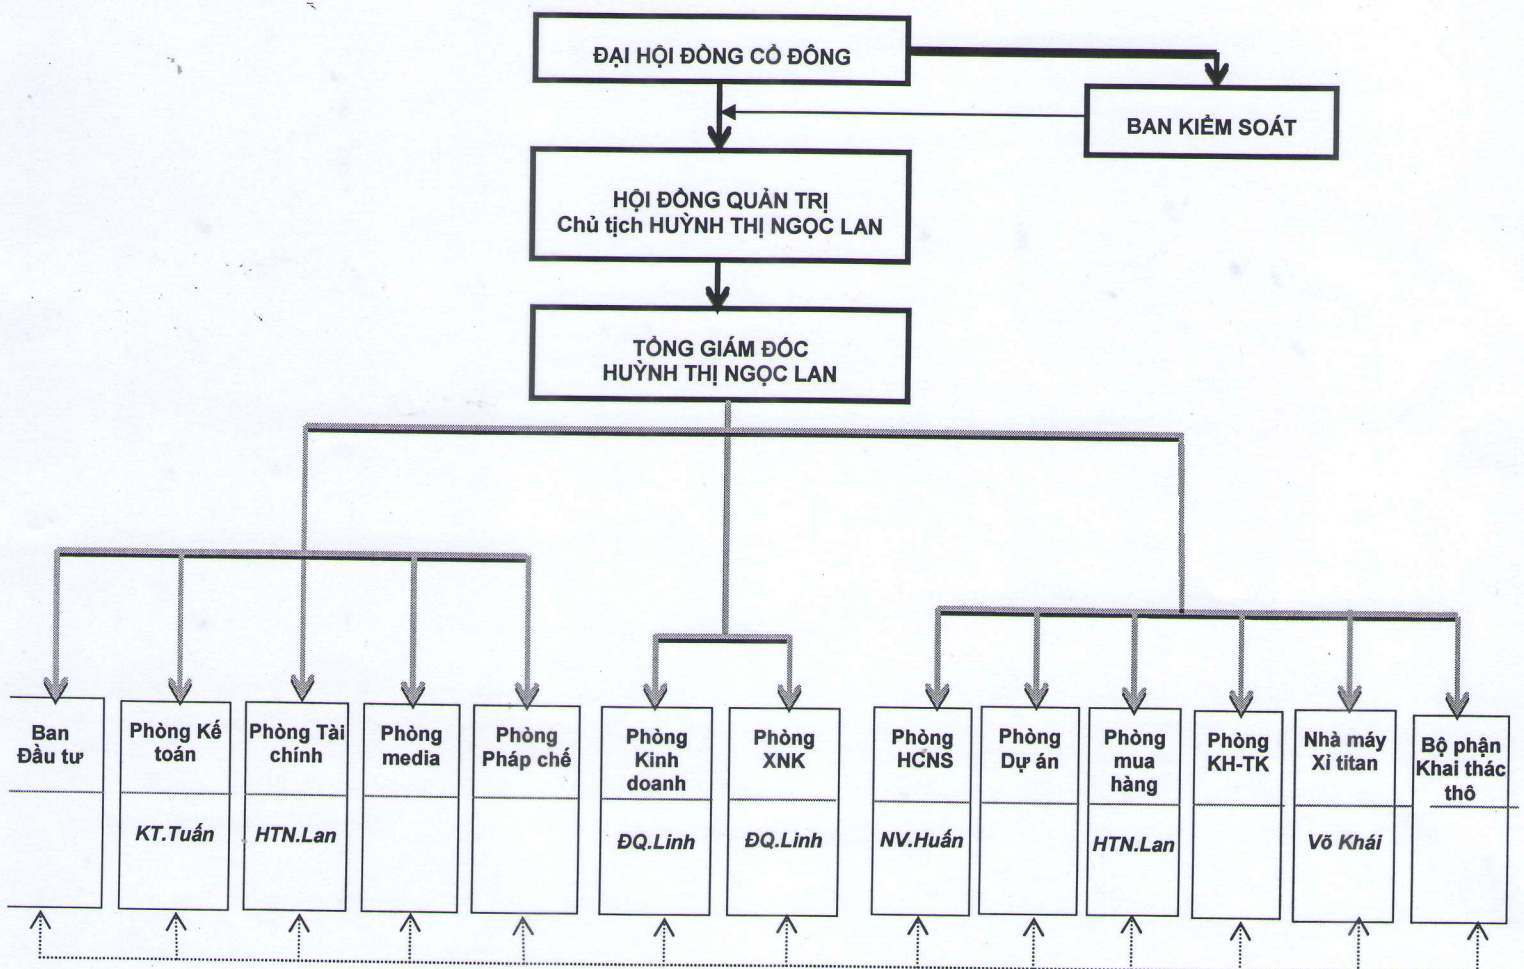 ĐẠI HỘI ĐỒNG CỔ ĐÔNG
BAN KIỂM SOÁT
HỘI ĐỒNG QUẢN TRỊ
Chủ tịch HUỲNH THỊ NGỌC LAN
TỔNG GIÁM ĐỐC
HUỲNH THỊ NGỌC LAN
Ban
Đầu tư
Phòng Kế
toán
KT.Tuấn
Phòng Tài
chính
HTN.Lan
Phòng
media
Phòng
Pháp chế
Phòng
Kinh
doanh
ĐQ.Linh
Phòng
XNK
ĐQ.Linh
Phòng
HCNS
NV.Huấn
Phòng
Dự án
Phòng
mua
hàng
HTN.Lan
Phòng
KH-TK
Nhà máy
Xỉ titan
Võ Khái
Bộ phận
Khai thác
thô